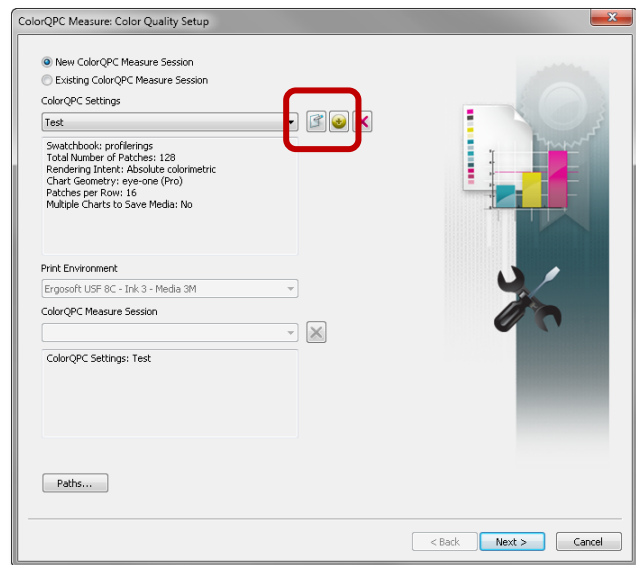 ColorQPC Measure: Color Quality Setup
New ColorQPC Measure Session
Existing ColorQPC Measure Session
ColorQPC Settings
Test
Swatchbook: profilerings
Total Number of Patches: 128
Rendering Intent: Absolute colorimetric
Chart Geometry: eye-one (Pro)
Patches per Row: 16
Multiple Charts to Save Media: No
Print Environment
Ergosoft USF 8C - Ink 3 - Media 3M
ColorQPC Measure Session
ColorQPC Settings: Test
Paths...
< Back Next > Cancel